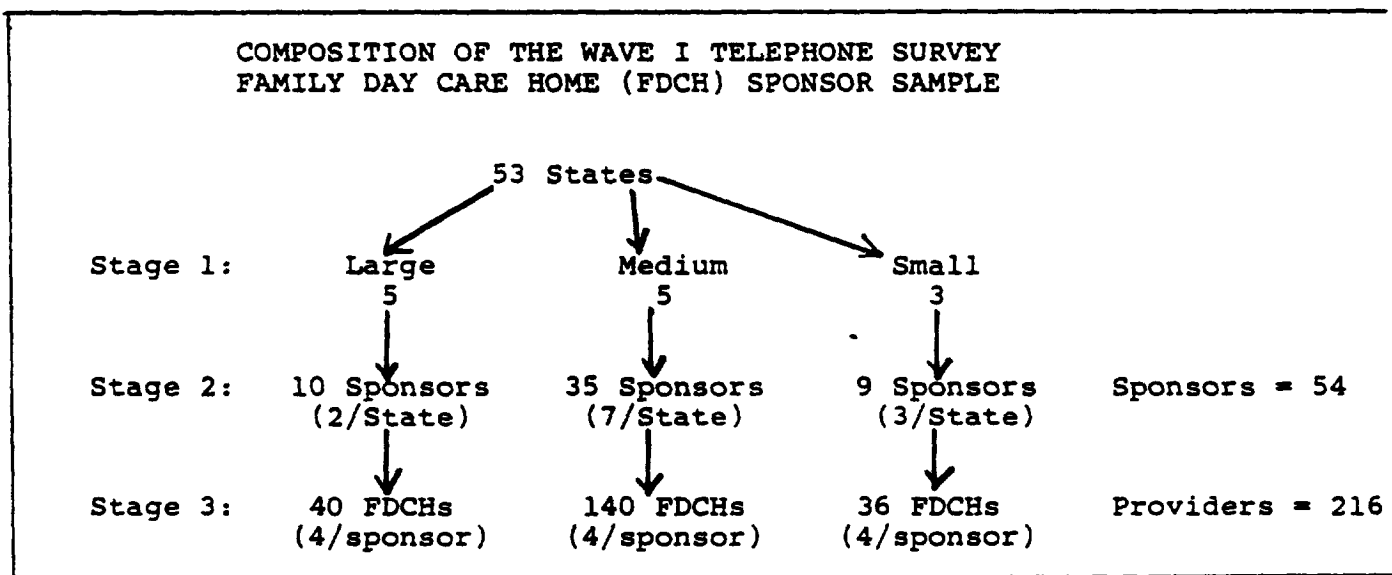 COMPOSITION OF THE WAVE I TELEPHONE SURVEY
FAMILY DAY CARE HOME (FDCH) SPONSOR SAMPLE
53 States
Stage 1: Large Medium Small
5 5 3
Stage 2: 10 Sponsors 35 Sponsors 9 Sponsors Sponsors = 54
(2/State) (7/State) (3/State)
Stage 3: 40 FDCHs 140 FDCHs 36 FDCHs Providers = 216
(4/sponsor) (4/sponsor) (4/sponsor)